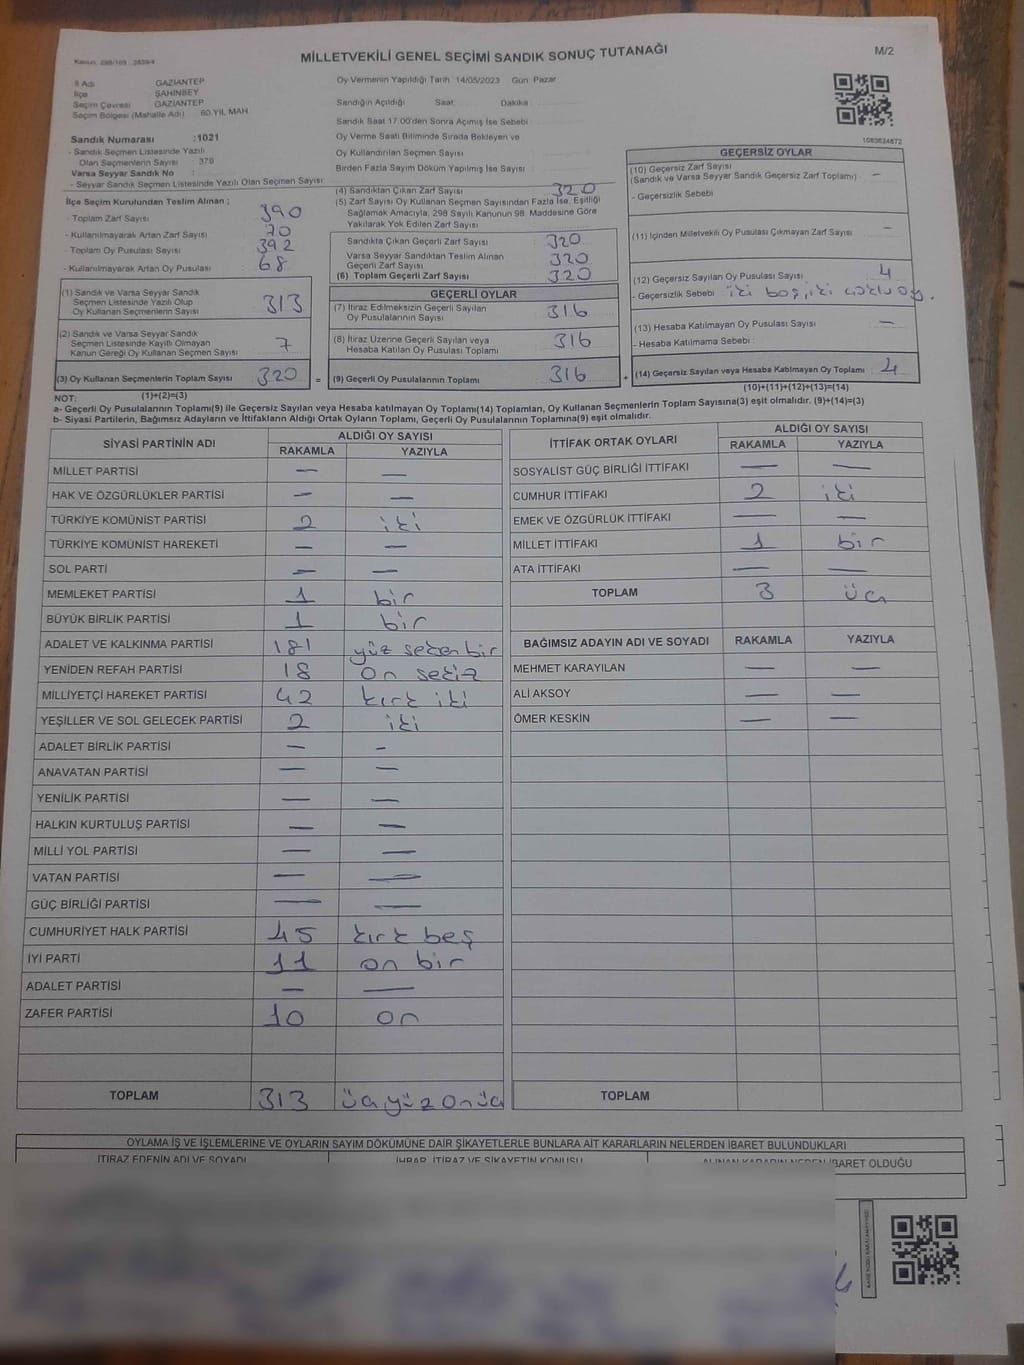 MİLLETVEKİLİ GENEL SEÇİMİ SANDIK SONUÇ TUTANAĞI
M/2
İl Adı GAZİANTEP
İlçe ŞAHİNBEY
Seçim Çevresi GAZİANTEP
Seçim Bölgesi (Mahalle Adı) 60.YIL MAH.
Sandık Numarası :1021
- Sandık Seçmen Listesinde Yazılı
Olan Seçmenlerin Sayısı
Varsa Seyyar Sandık No
- Seyyar Sandık Seçmen Listesinde Yazılı Olan Seçmen Sayısı
İlçe Seçim Kurulundan Teslim Alınan ;
- Toplam Zarf Sayısı 390
- Kullanılmayarak Artan Zarf Sayısı 70
- Toplam Oy Pusulası Sayısı 392
- Kullanılmayarak Artan Oy Pusulası 68
(1) Sandık ve Varsa Seyyar Sandık
Seçmen Listesinde Yazılı Olup
Oy Kullanan Seçmenlerin Sayısı 313
(2) Sandık ve Varsa Seyyar Sandık
Seçmen Listesinde Kayıtlı Olmayan
Kanun Gereği Oy Kullanan Seçmen Sayısı 7
(3) Oy Kullanan Seçmenlerin Toplam Sayısı 320 =
(1)+(2)=(3)
Oy Vermenin Yapıldığı Tarih :14/05/2023 Gün: Pazar
Sandığın Açıldığı Saat: Dakika:
Sandık Saat 17:00'den Sonra Açılmış İse Sebebi :
Oy Verme Saati Bitiminde Sırada Bekleyen ve
Oy Kullandırılan Seçmen Sayısı
Birden Fazla Sayım Döküm Yapılmış İse Sayısı :
(4) Sandıktan Çıkan Zarf Sayısı 320
(5) Zarf Sayısı Oy Kullanan Seçmen Sayısından Fazla İse, Eşitliği
Sağlamak Amacıyla, 298 Sayılı Kanunun 98. Maddesine Göre
Yakılarak Yok Edilen Zarf Sayısı
Sandıkta Çıkan Geçerli Zarf Sayısı 320
Varsa Seyyar Sandıktan Teslim Alınan
Geçerli Zarf Sayısı 320
(6) Toplam Geçerli Zarf Sayısı 320
GEÇERLİ OYLAR
(7) İtiraz Edilmeksizin Geçerli Sayılan
Oy Pusulalarının Sayısı 316
(8) İtiraz Üzerine Geçerli Sayılan veya
Hesaba Katılan Oy Pusulası Toplamı 316
(9) Geçerli Oy Pusulalarının Toplamı 316 +
GEÇERSİZ OYLAR
(10) Geçersiz Zarf Sayısı
(Sandık ve Varsa Seyyar Sandık Geçersiz Zarf Toplamı) : —
- Geçersizlik Sebebi
(11) İçinden Milletvekili Oy Pusulası Çıkmayan Zarf Sayısı —
(12) Geçersiz Sayılan Oy Pusulası Sayısı 4
- Geçersizlik Sebebi iki boş, iki çoklu oy.
(13) Hesaba Katılmayan Oy Pusulası Sayısı —
- Hesaba Katılmama Sebebi :
(14) Geçersiz Sayılan veya Hesaba Katılmayan Oy Toplamı : 4
(10)+(11)+(12)+(13)=(14)
NOT:
a- Geçerli Oy Pusulalarının Toplamı(9) ile Geçersiz Sayılan veya Hesaba katılmayan Oy Toplamı(14) Toplamları, Oy Kullanan Seçmenlerin Toplam Sayısına(3) eşit olmalıdır. (9)+(14)=(3)
b- Siyasi Partilerin, Bağımsız Adayların ve İttifakların Aldığı Ortak Oyların Toplamı, Geçerli Oy Pusulalarının Toplamına(9) eşit olmalıdır.
SİYASİ PARTİNİN ADI ALDIĞI OY SAYISI
RAKAMLA YAZIYLA
MİLLET PARTİSİ — —
HAK VE ÖZGÜRLÜKLER PARTİSİ — —
TÜRKİYE KOMÜNİST PARTİSİ 2 iki
TÜRKİYE KOMÜNİST HAREKETİ — —
SOL PARTİ — —
MEMLEKET PARTİSİ 1 bir
BÜYÜK BİRLİK PARTİSİ 1 bir
ADALET VE KALKINMA PARTİSİ 181 yüz seksen bir
YENİDEN REFAH PARTİSİ 18 on sekiz
MİLLİYETÇİ HAREKET PARTİSİ 42 kırk iki
YEŞİLLER VE SOL GELECEK PARTİSİ 2 iki
ADALET BİRLİK PARTİSİ — —
ANAVATAN PARTİSİ — —
YENİLİK PARTİSİ — —
HALKIN KURTULUŞ PARTİSİ — —
MİLLİ YOL PARTİSİ — —
VATAN PARTİSİ — —
GÜÇ BİRLİĞİ PARTİSİ — —
CUMHURİYET HALK PARTİSİ 45 kırk beş
İYİ PARTİ 11 on bir
ADALET PARTİSİ — —
ZAFER PARTİSİ 10 on
TOPLAM 313 üçyüz onüç
İTTİFAK ORTAK OYLARI ALDIĞI OY SAYISI
RAKAMLA YAZIYLA
SOSYALİST GÜÇ BİRLİĞİ İTTİFAKI — —
CUMHUR İTTİFAKI 2 iki
EMEK VE ÖZGÜRLÜK İTTİFAKI — —
MİLLET İTTİFAKI 1 bir
ATA İTTİFAKI — —
TOPLAM 3 üç
BAĞIMSIZ ADAYIN ADI VE SOYADI RAKAMLA YAZIYLA
MEHMET KARAYILAN — —
ALİ AKSOY — —
ÖMER KESKİN — —
TOPLAM
OYLAMA İŞ VE İŞLEMLERİNE VE OYLARIN SAYIM DÖKÜMÜNE DAİR ŞİKAYETLERLE BUNLARA AİT KARARLARIN NELERDEN İBARET BULUNDUKLARI
İTİRAZ EDENİN ADI VE SOYADI İHBAR, İTİRAZ VE ŞİKAYETİN KONUSU ALINAN KARARIN NEDEN İBARET OLDUĞU